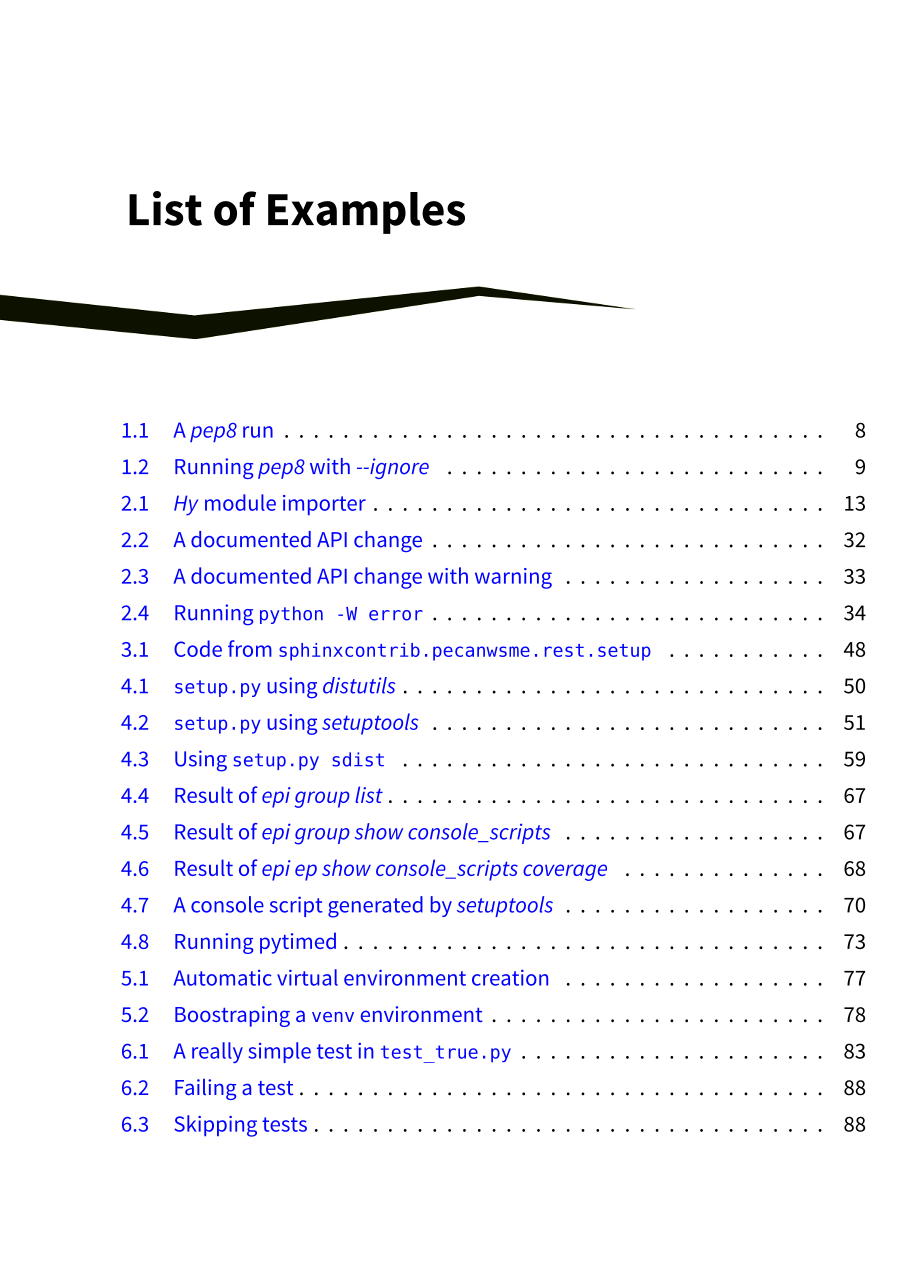 List of Examples
1.1 A pep8 run . . . . . . . . . . . . . . . . . . . . . . . . . . . . . . . . . . . . . 8
1.2 Running pep8 with --ignore . . . . . . . . . . . . . . . . . . . . . . . . . . 9
2.1 Hy module importer . . . . . . . . . . . . . . . . . . . . . . . . . . . . . . . 13
2.2 A documented API change . . . . . . . . . . . . . . . . . . . . . . . . . . . 32
2.3 A documented API change with warning . . . . . . . . . . . . . . . . . . 33
2.4 Running python -W error . . . . . . . . . . . . . . . . . . . . . . . . . . . 34
3.1 Code from sphinxcontrib.pecanwsme.rest.setup . . . . . . . . . . . 48
4.1 setup.py using distutils . . . . . . . . . . . . . . . . . . . . . . . . . . . . . 50
4.2 setup.py using setuptools . . . . . . . . . . . . . . . . . . . . . . . . . . . 51
4.3 Using setup.py sdist . . . . . . . . . . . . . . . . . . . . . . . . . . . . . 59
4.4 Result of epi group list . . . . . . . . . . . . . . . . . . . . . . . . . . . . . . 67
4.5 Result of epi group show console_scripts . . . . . . . . . . . . . . . . . . 67
4.6 Result of epi ep show console_scripts coverage . . . . . . . . . . . . . . 68
4.7 A console script generated by setuptools . . . . . . . . . . . . . . . . . . 70
4.8 Running pytimed . . . . . . . . . . . . . . . . . . . . . . . . . . . . . . . . . 73
5.1 Automatic virtual environment creation . . . . . . . . . . . . . . . . . . 77
5.2 Boostraping a venv environment . . . . . . . . . . . . . . . . . . . . . . . 78
6.1 A really simple test in test_true.py . . . . . . . . . . . . . . . . . . . . . 83
6.2 Failing a test . . . . . . . . . . . . . . . . . . . . . . . . . . . . . . . . . . . . 88
6.3 Skipping tests . . . . . . . . . . . . . . . . . . . . . . . . . . . . . . . . . . . 88